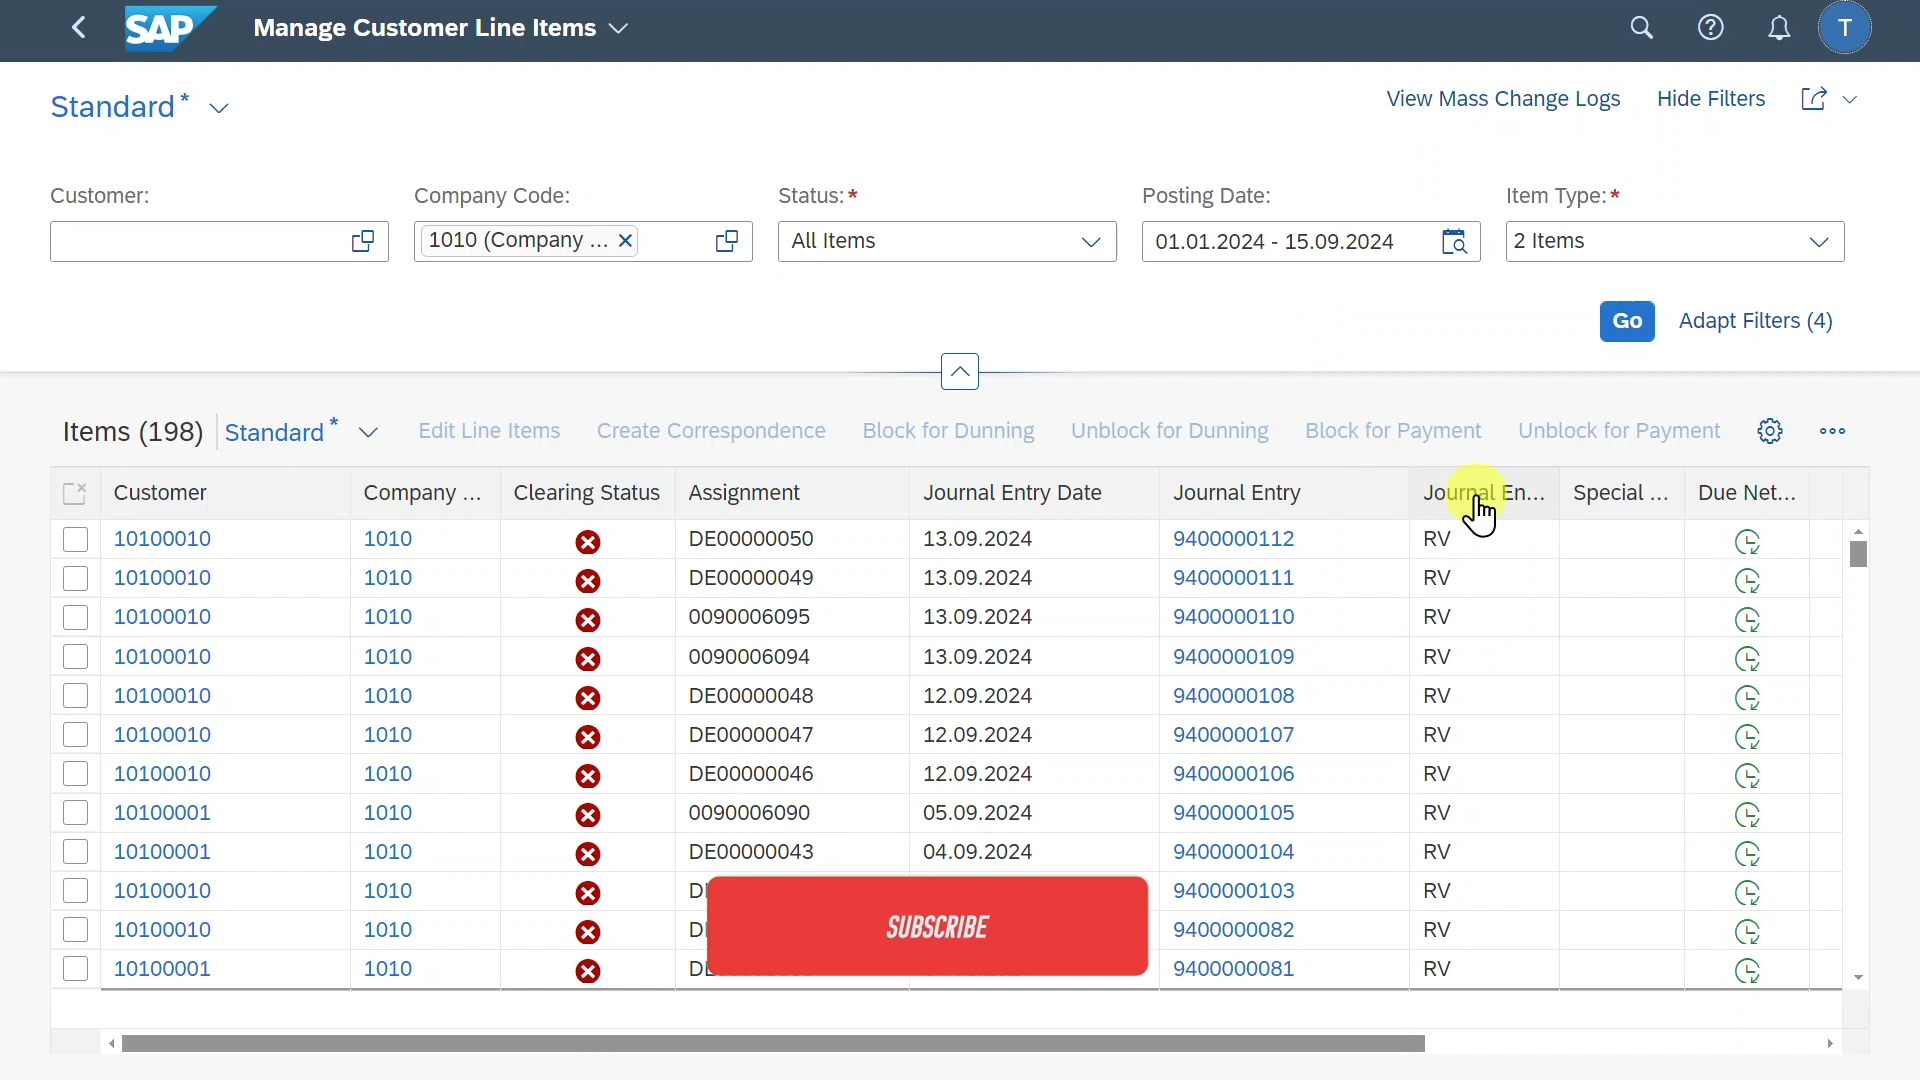 SAP Manage Customer Line Items T
Standard * View Mass Change Logs Hide Filters
Customer: Company Code: Status:* Posting Date: Item Type:*
1010 (Company ... All Items 01.01.2024 - 15.09.2024 2 Items
Go Adapt Filters (4)
Items (198) Standard * Edit Line Items Create Correspondence Block for Dunning Unblock for Dunning Block for Payment Unblock for Payment
Customer Company ... Clearing Status Assignment Journal Entry Date Journal Entry Journal En... Special ... Due Net...
10100010 1010 DE00000050 13.09.2024 9400000112 RV
10100010 1010 DE00000049 13.09.2024 9400000111 RV
10100010 1010 0090006095 13.09.2024 9400000110 RV
10100010 1010 0090006094 13.09.2024 9400000109 RV
10100010 1010 DE00000048 12.09.2024 9400000108 RV
10100010 1010 DE00000047 12.09.2024 9400000107 RV
10100010 1010 DE00000046 12.09.2024 9400000106 RV
10100001 1010 0090006090 05.09.2024 9400000105 RV
10100001 1010 DE00000043 04.09.2024 9400000104 RV
10100010 1010 9400000103 RV
10100010 1010 9400000082 RV
SUBSCRIBE
10100001 1010 9400000081 RV